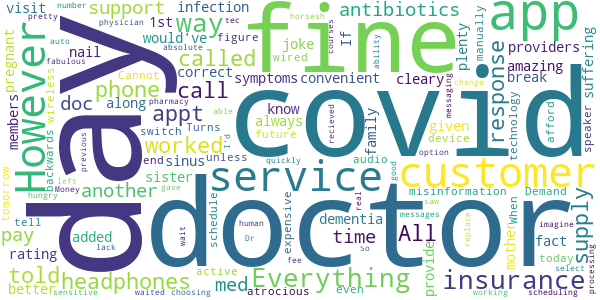 day
covid
doctor
fine
app
However
service
customer
insurance
Everything
headphones
supply
response
All
way
call
called
phone
worked
appt
support
antibiotics
infection
visit
1st
physician
tec
number
auto
fabulous
horsesh
courses
pretty
would've
figure
joke
wired
If
plenty
manually
providers
amazing
break
suffering
pregnant
nail
absolute
ability
doc
correct
symptoms
convenient
cleary
messaging
change
members
backwards
wireless
along
Cannot
pharmacy
able
always
know
future
family
given
device
technology
afford
speaker
switch
Turns
I'd
recieved
option
previous
end
sinus
unless
quickly
audio
good
Money
gave
sister
another
left
hungry
tomorrow
tell
misinformation
Demand
When
saw
messages
replace
mother
imagine
fact
today
select
processing
pay
added
lack
wait
human
Dr
schedule
expensive
real
dementia
time
So
fee
provider
rating
told
better
sensitive
active
med
atrocious
even
waited
choosing
working
scheduling